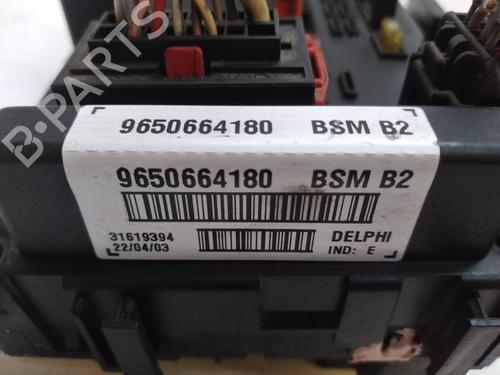 9650664180 BSM B2
9650664180 BSM B2
31619394 DELPHI
22/04/03 IND: E
B-PARTS